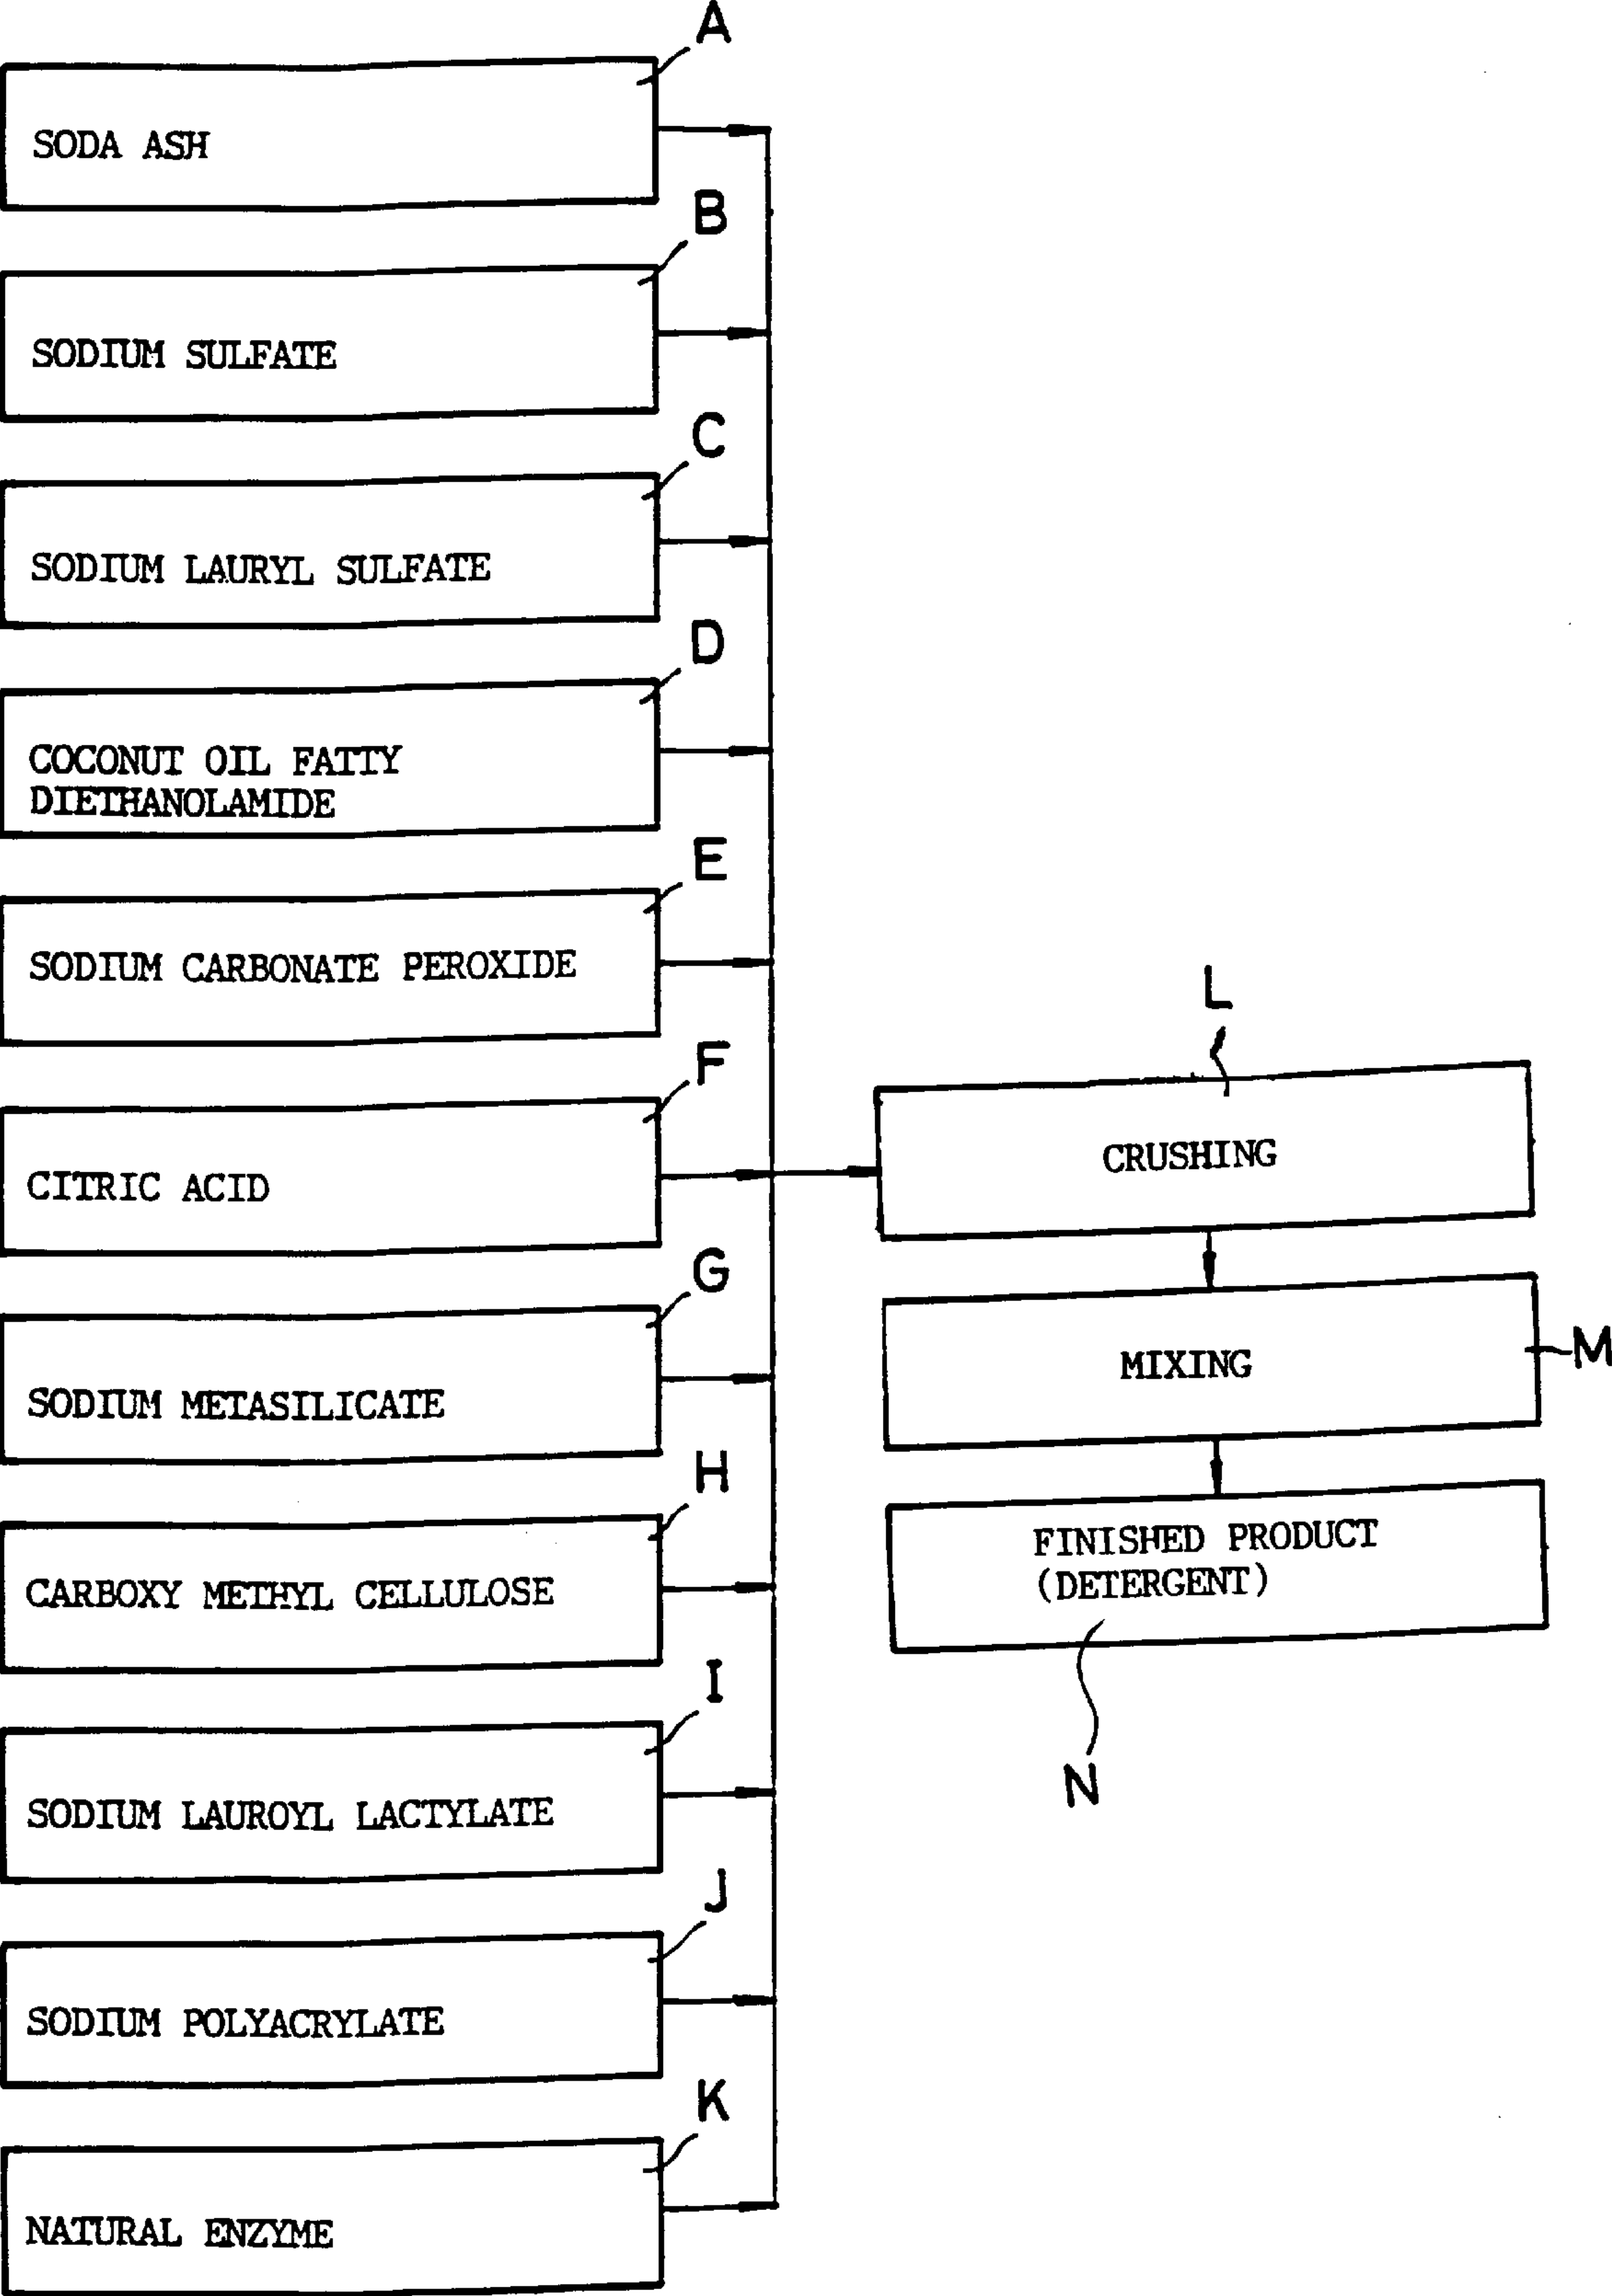 A
SODA ASH
B
SODIUM SULFATE
C
SODIUM LAURYL SULFATE
D
COCONUT OIL FATTY
DIETHANOLAMIDE
E
SODIUM CARBONATE PEROXIDE
F
CITRIC ACID
G
SODIUM METASILICATE
H
CARBOXY METHYL CELLULOSE
I
SODIUM LAUROYL LACTYLATE
J
SODIUM POLYACRYLATE
K
NATURAL ENZYME
L
CRUSHING
MIXING
M
FINISHED PRODUCT
(DETERGENT)
N